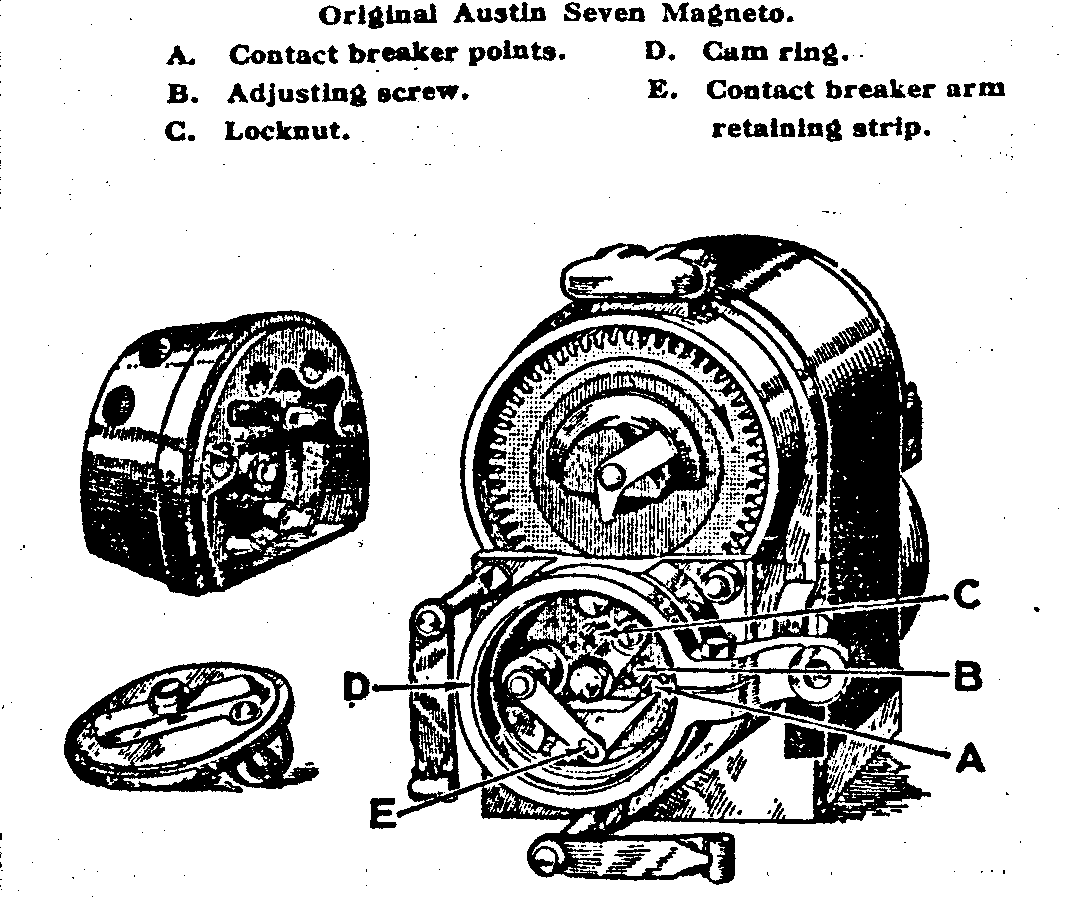 Original Austin Seven Magneto.
A. Contact breaker points.
B. Adjusting screw.
C. Locknut.
D. Cam ring.
E. Contact breaker arm
retaining strip.
C
B
D
A
E